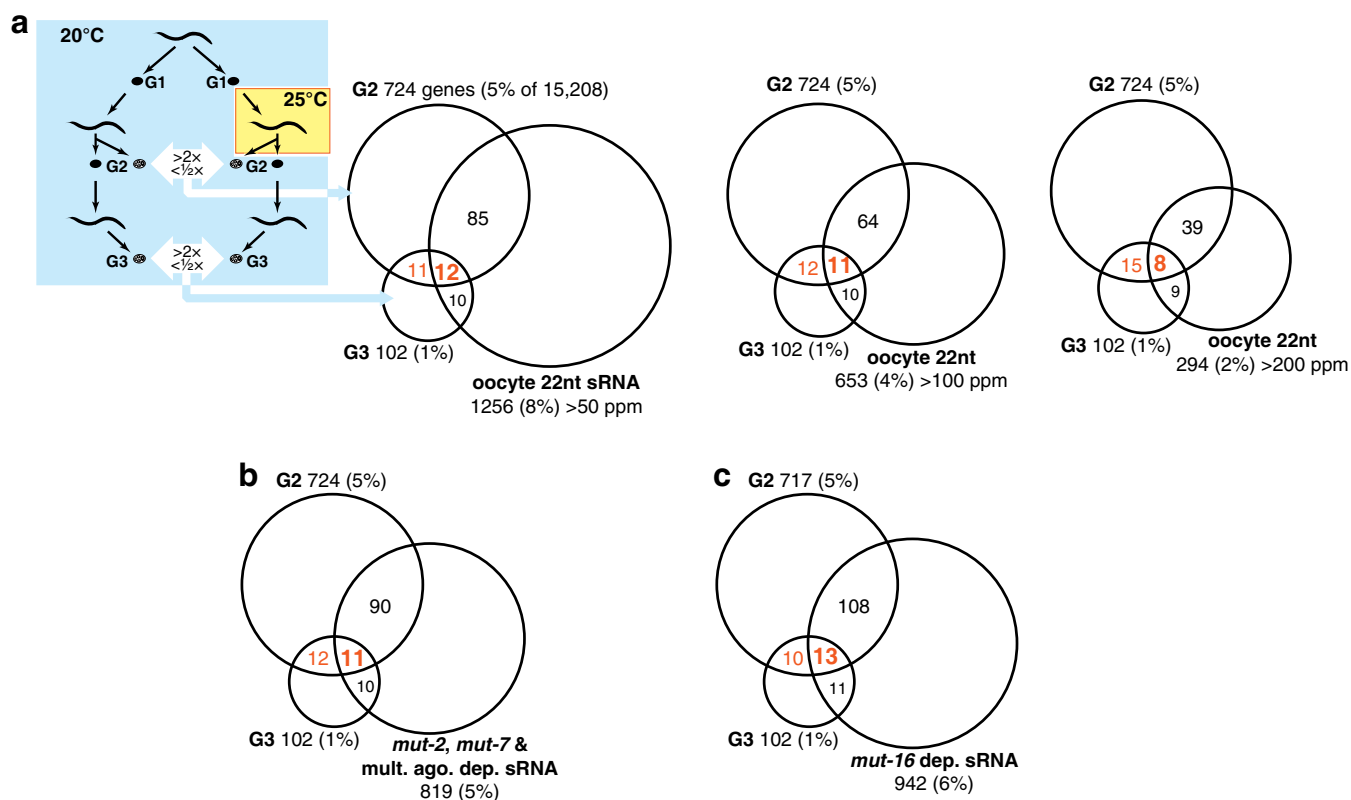 a
20°C
G1
G1
25°C
G2
>2×
<½×
G2
G3
>2×
<½×
G3
G2 724 genes (5% of 15,208)
85
11
12
10
G3 102 (1%)
oocyte 22nt sRNA
1256 (8%) >50 ppm
G2 724 (5%)
64
12
11
10
G3 102 (1%)
oocyte 22nt
653 (4%) >100 ppm
G2 724 (5%)
39
15
8
9
G3 102 (1%)
oocyte 22nt
294 (2%) >200 ppm
b
G2 724 (5%)
90
12
11
10
G3 102 (1%)
mut-2, mut-7 &
mult. ago. dep. sRNA
819 (5%)
c
G2 717 (5%)
108
10
13
11
G3 102 (1%)
mut-16 dep. sRNA
942 (6%)